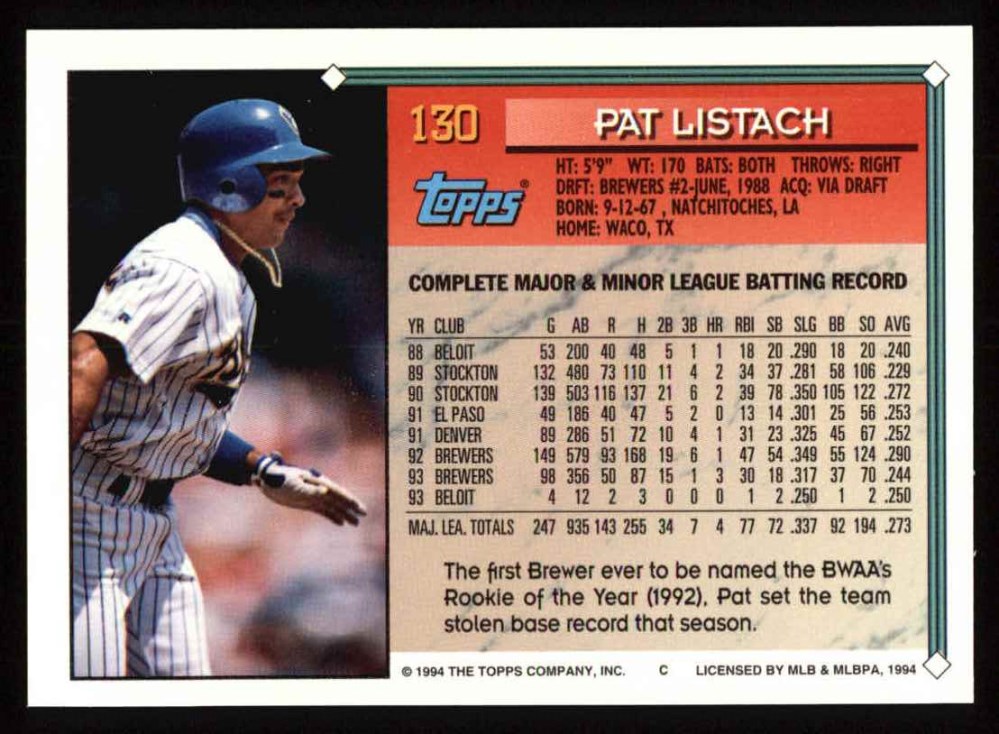 130 PAT LISTACH
Topps®
HT: 5'9" WT: 170 BATS: BOTH THROWS: RIGHT
DRFT: BREWERS #2-JUNE, 1988 ACQ: VIA DRAFT
BORN: 9-12-67 , NATCHITOCHES, LA
HOME: WACO, TX
COMPLETE MAJOR & MINOR LEAGUE BATTING RECORD
YR CLUB G AB R H 2B 3B HR RBI SB SLG BB SO AVG
88 BELOIT 53 200 40 48 5 1 1 18 20 .290 18 20 .240
89 STOCKTON 132 480 73 110 11 4 2 34 37 .281 58 106 .229
90 STOCKTON 139 503 116 137 21 6 2 39 78 .350 105 122 .272
91 EL PASO 49 186 40 47 5 2 0 13 14 .301 25 56 .253
91 DENVER 89 286 51 72 10 4 1 31 23 .325 45 67 .252
92 BREWERS 149 579 93 168 19 6 1 47 54 .349 55 124 .290
93 BREWERS 98 356 50 87 15 1 3 30 18 .317 37 70 .244
93 BELOIT 4 12 2 3 0 0 0 1 2 .250 1 2 .250
MAJ. LEA. TOTALS 247 935 143 255 34 7 4 77 72 .337 92 194 .273
The first Brewer ever to be named the BWAA's
Rookie of the Year (1992), Pat set the team
stolen base record that season.
© 1994 THE TOPPS COMPANY, INC. C LICENSED BY MLB & MLBPA, 1994